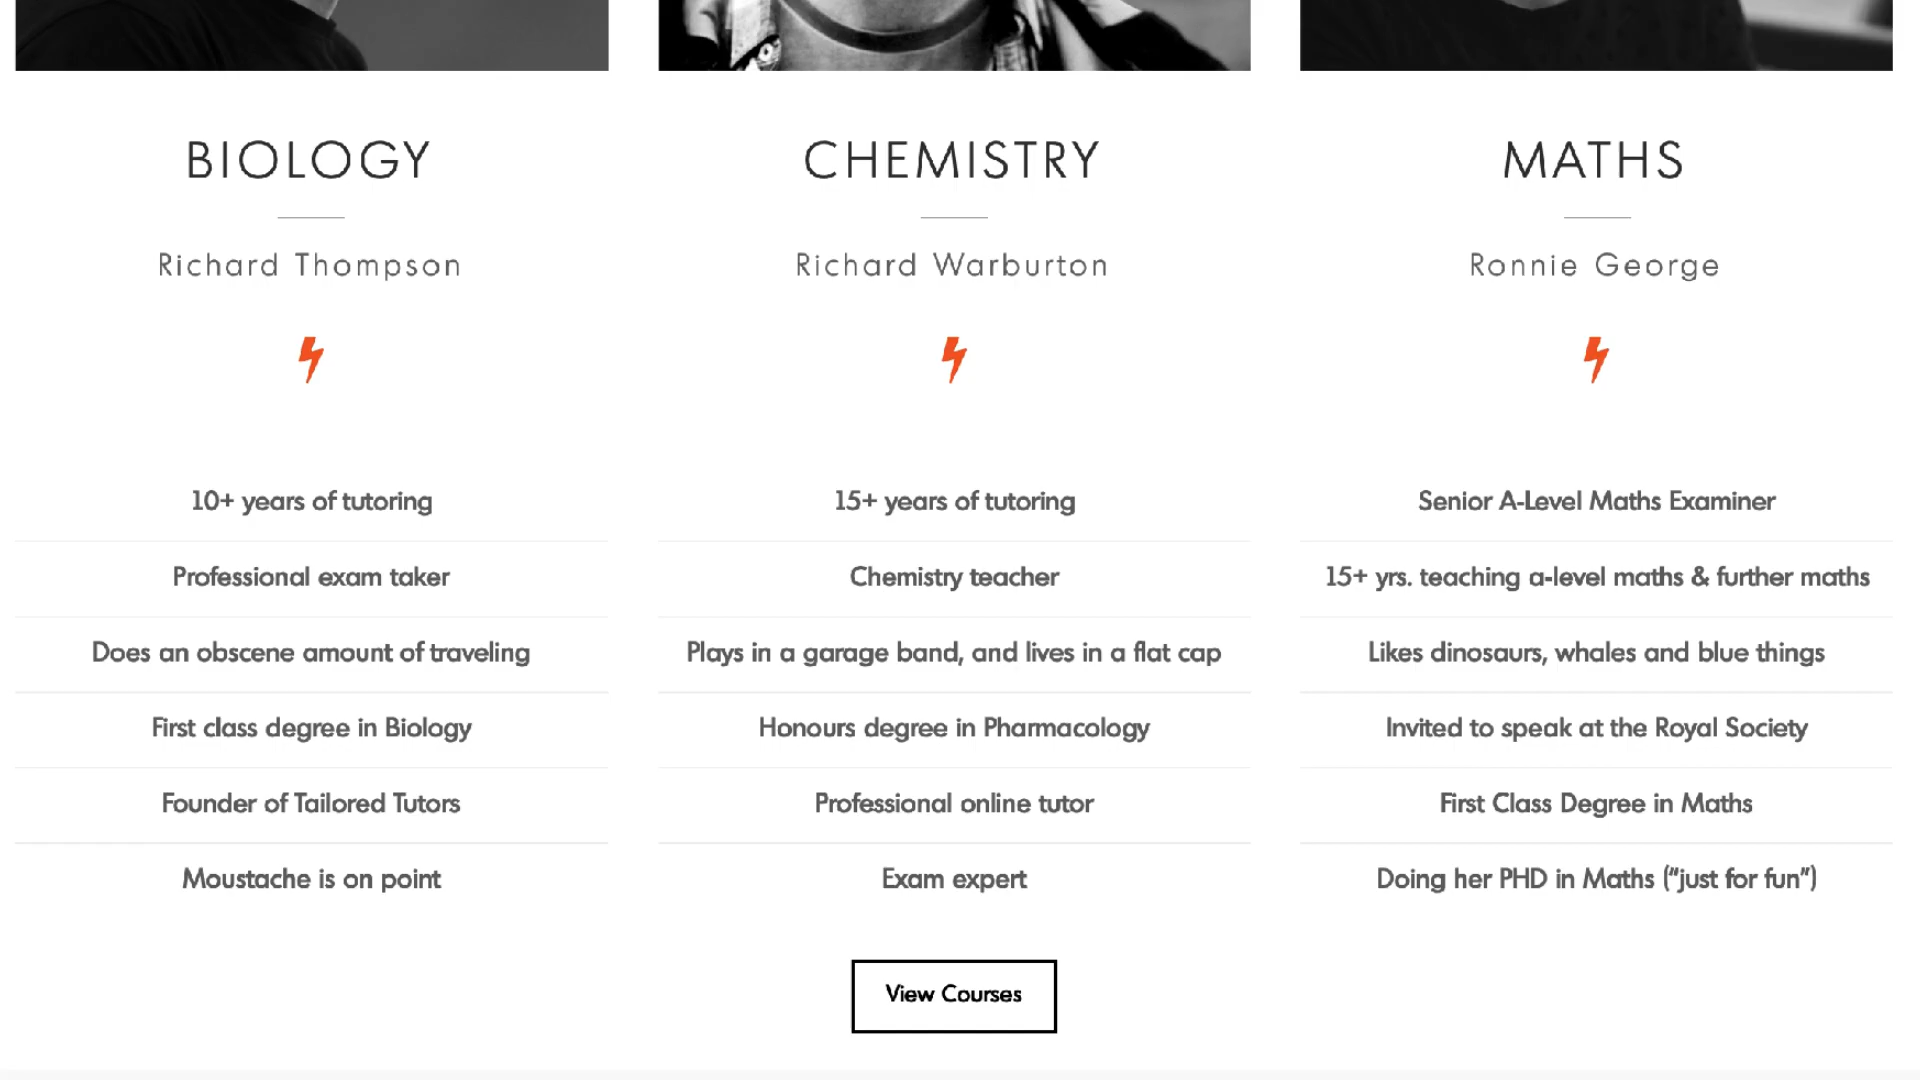 BIOLOGY
Richard Thompson
10+ years of tutoring
Professional exam taker
Does an obscene amount of traveling
First class degree in Biology
Founder of Tailored Tutors
Moustache is on point
CHEMISTRY
Richard Warburton
15+ years of tutoring
Chemistry teacher
Plays in a garage band, and lives in a flat cap
Honours degree in Pharmacology
Professional online tutor
Exam expert
MATHS
Ronnie George
Senior A-Level Maths Examiner
15+ yrs. teaching a-level maths & further maths
Likes dinosaurs, whales and blue things
Invited to speak at the Royal Society
First Class Degree in Maths
Doing her PHD in Maths (“just for fun”)
View Courses